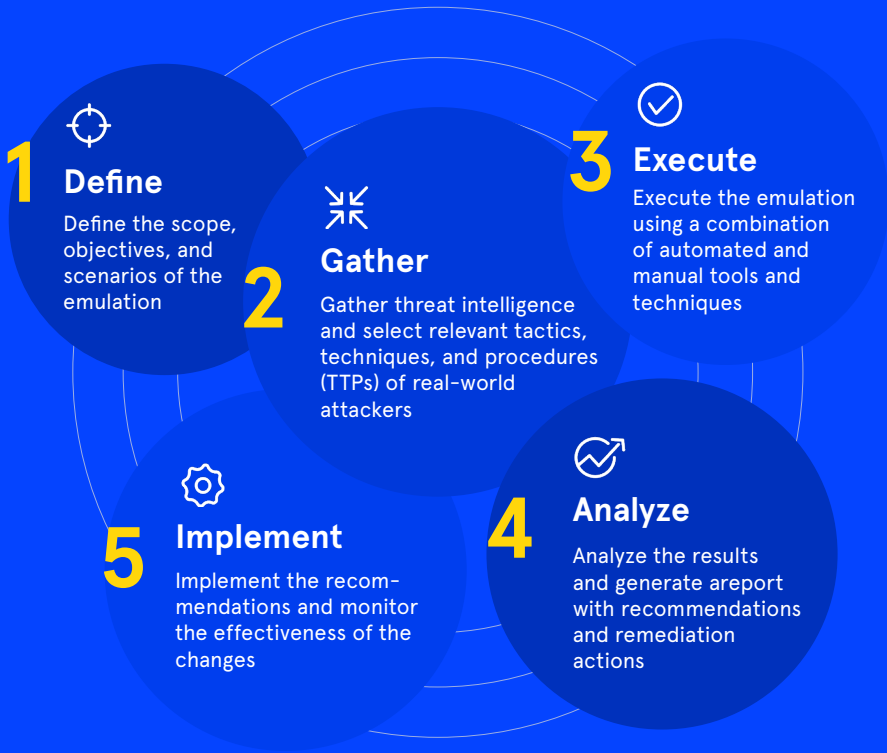 1
Define
Define the scope,
objectives, and
scenarios of the
emulation
2
Gather
Gather threat intelligence
and select relevant tactics,
techniques, and procedures
(TTPs) of real-world
attackers
3
Execute
Execute the emulation
using a combination
of automated and
manual tools and
techniques
4
Analyze
Analyze the results
and generate areport
with recommendations
and remediation
actions
5
Implement
Implement the recom-
mendations and monitor
the effectiveness of the
changes